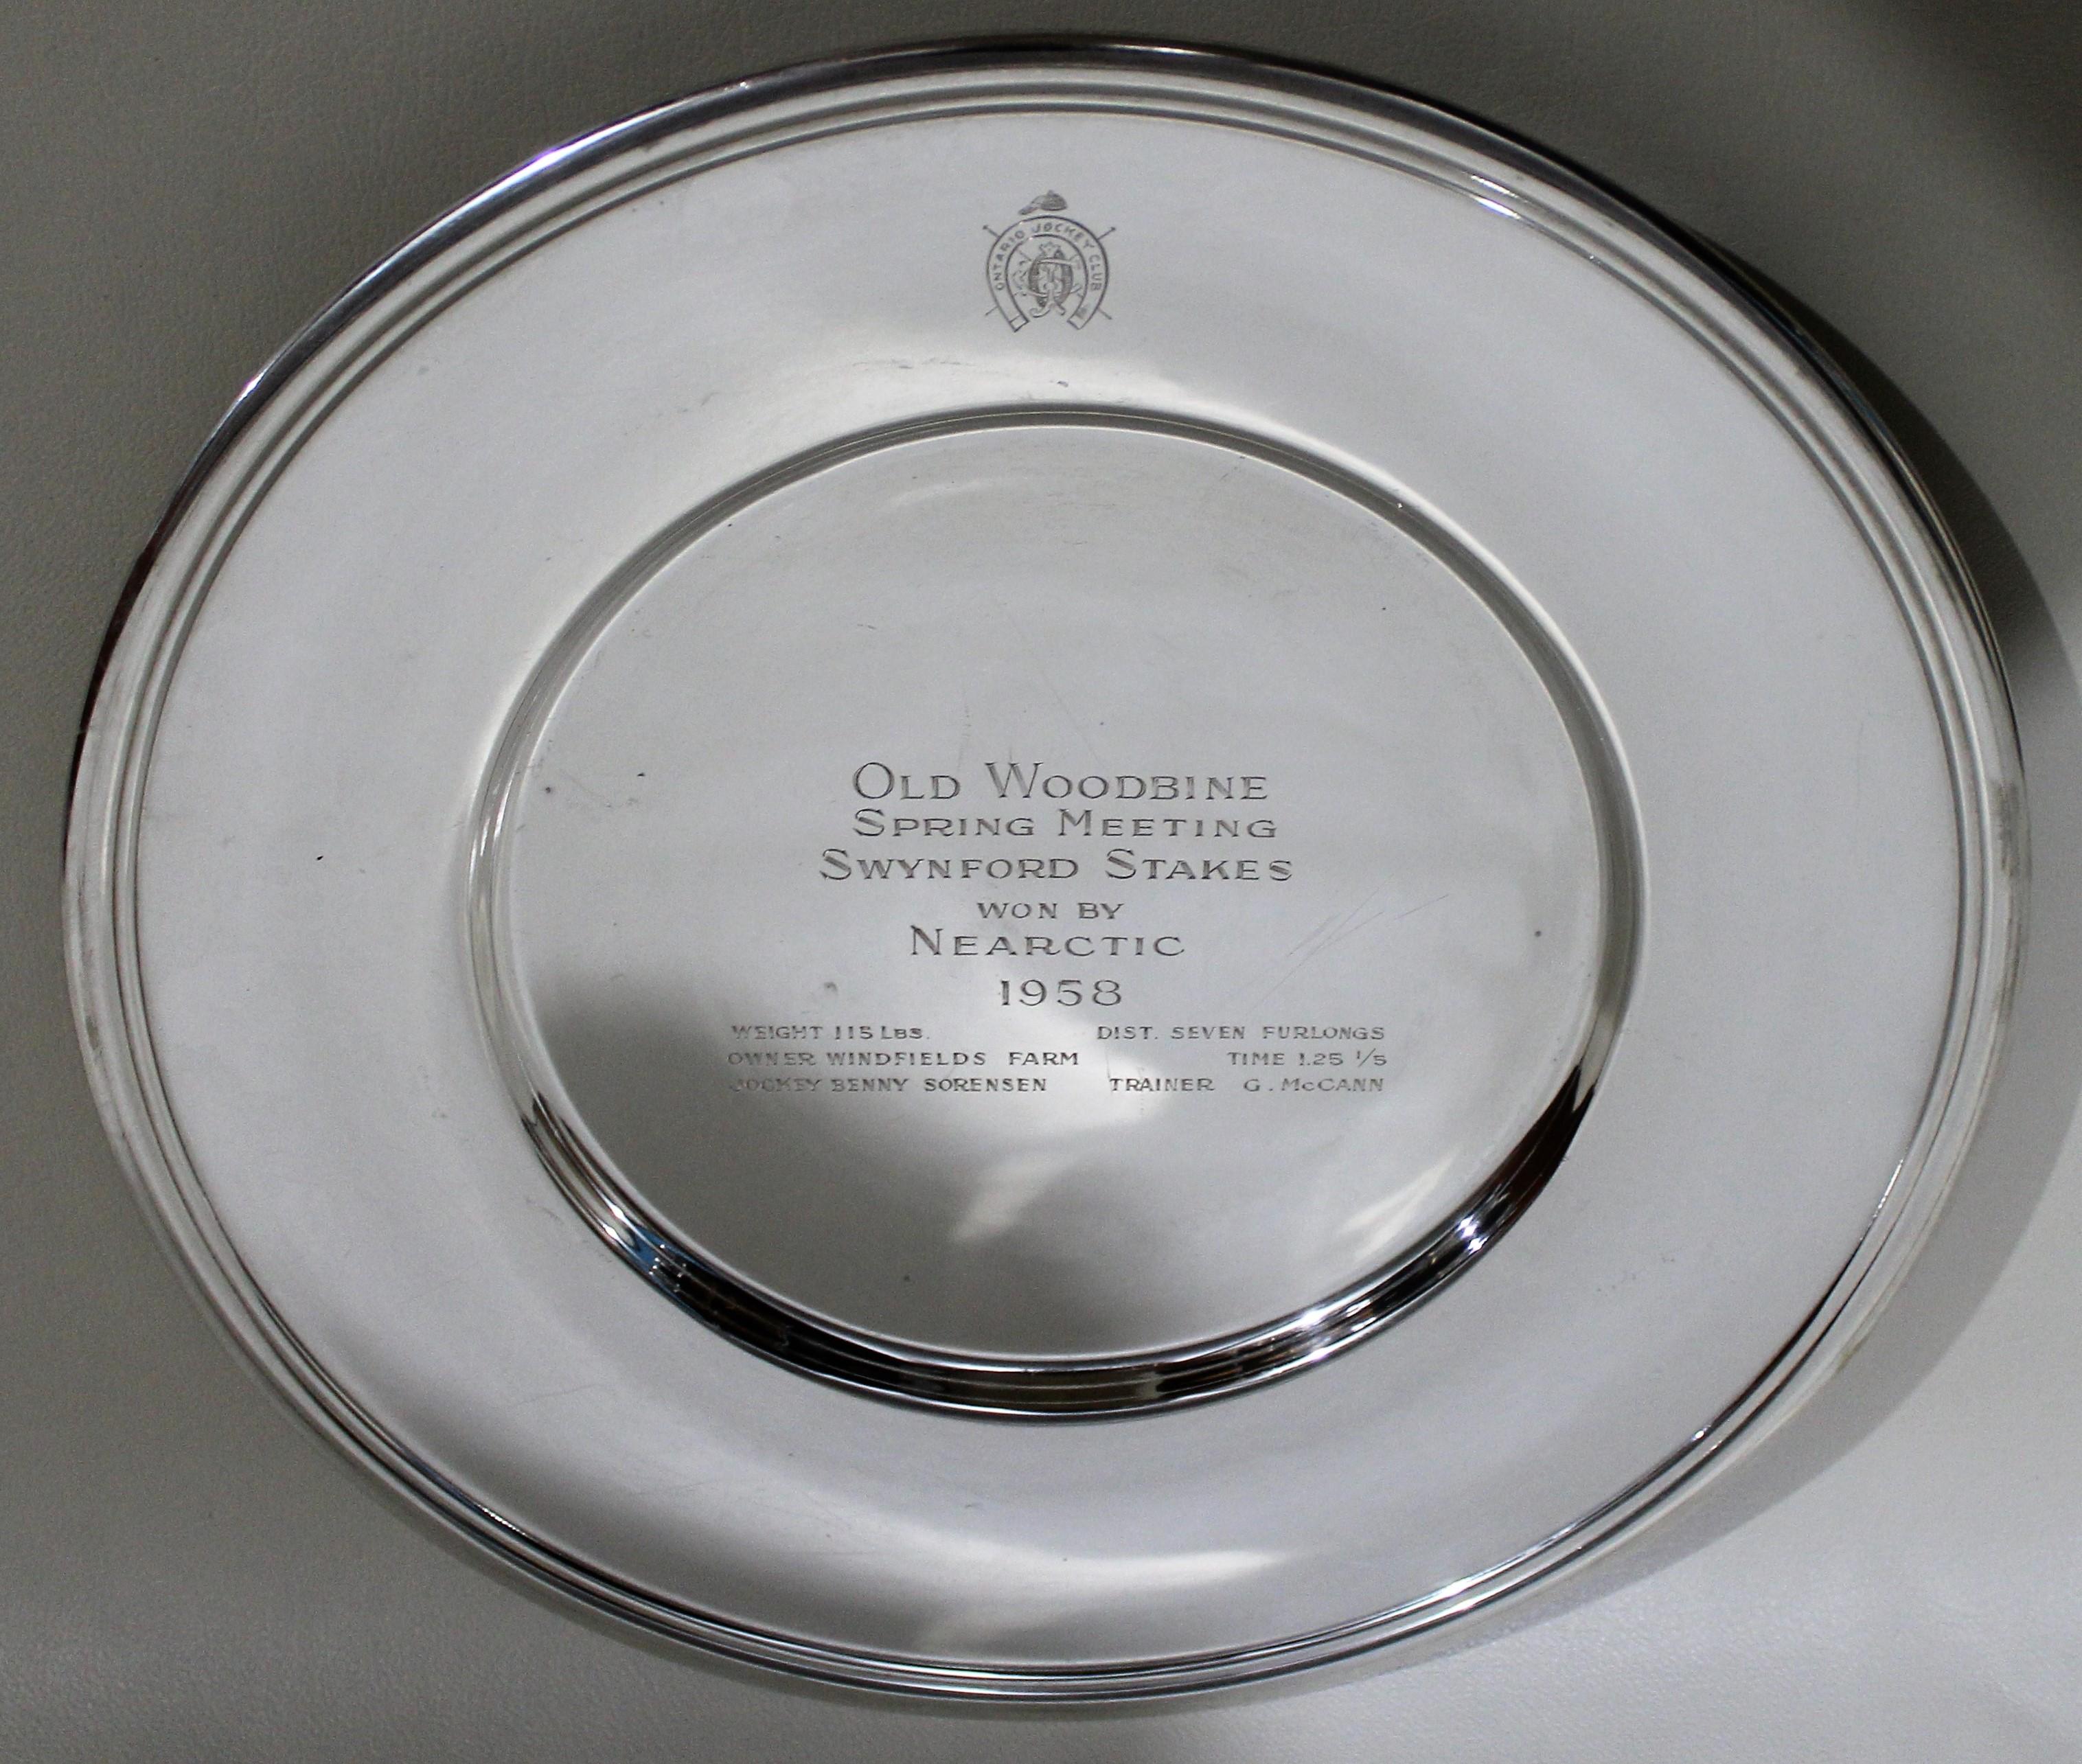 ONTARIO JOCKEY CLUB
OLD WOODBINE
SPRING MEETING
SWYNFORD STAKES
WON BY
NEARCTIC
1958
WEIGHT 115 LBS. DIST. SEVEN FURLONGS
OWNER WINDFIELDS FARM TIME 1.25 1/5
JOCKEY BENNY SORENSEN TRAINER G. McCANN